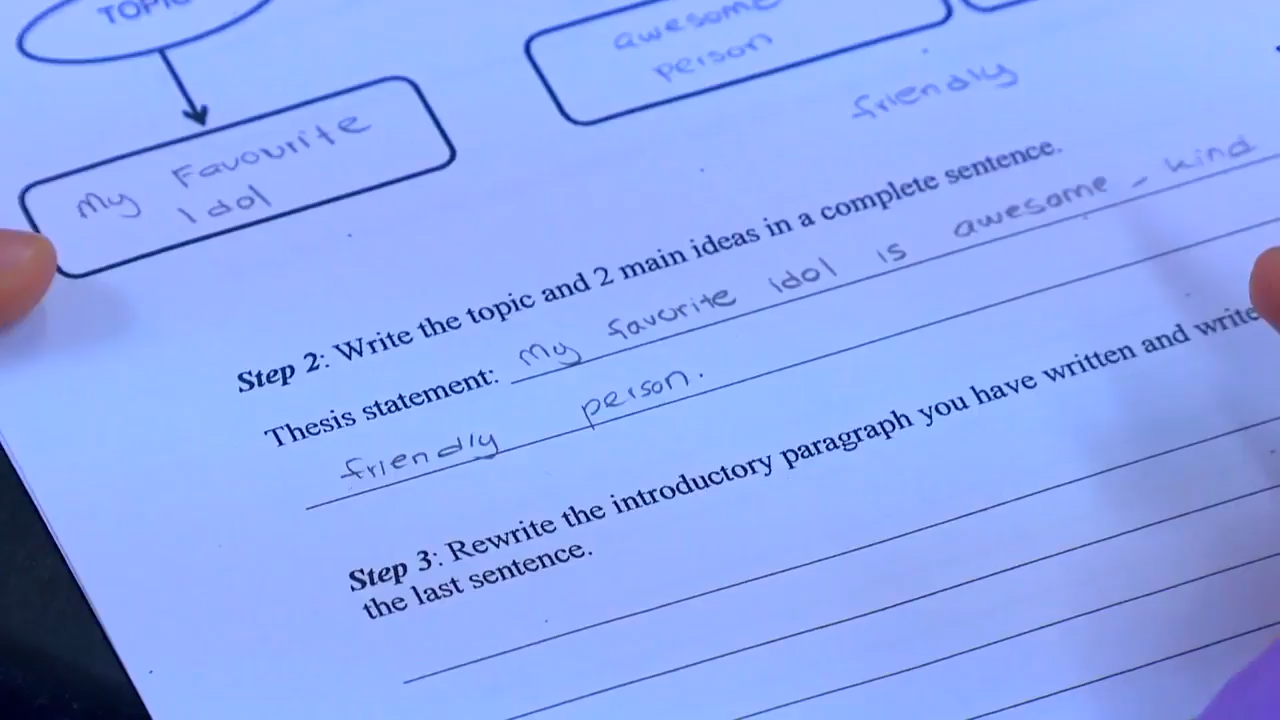 TOPIC
awesome
person
friendly
My Favourite
Idol
Step 2: Write the topic and 2 main ideas in a complete sentence.
Thesis statement: My favorite idol is awesome - kind
friendly person.
Step 3: Rewrite the introductory paragraph you have written and write
the last sentence.